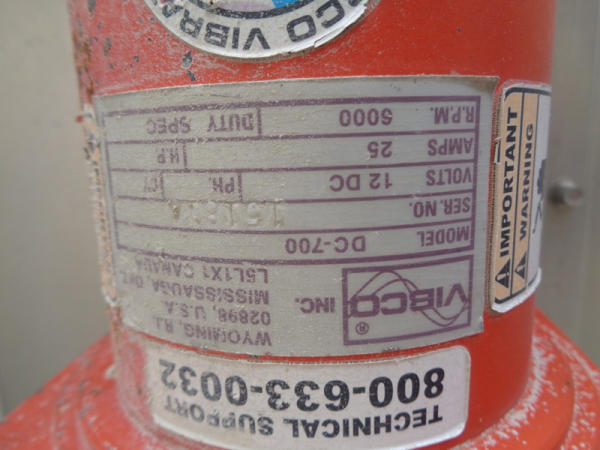 TECHNICAL SUPPORT
800-633-0032
VIBCO INC.
®
WYOMING, R.I.
02898, U.S.A.
MISSISSAUGA, ONT.
L5L1X1 CANADA
MODEL DC-700
SER. NO.
VOLTS 12 DC PH. CY
AMPS 25 H.P.
R.P.M. 5000 DUTY SPEC
VIBCO VIBRA
IMPORTANT
WARNING